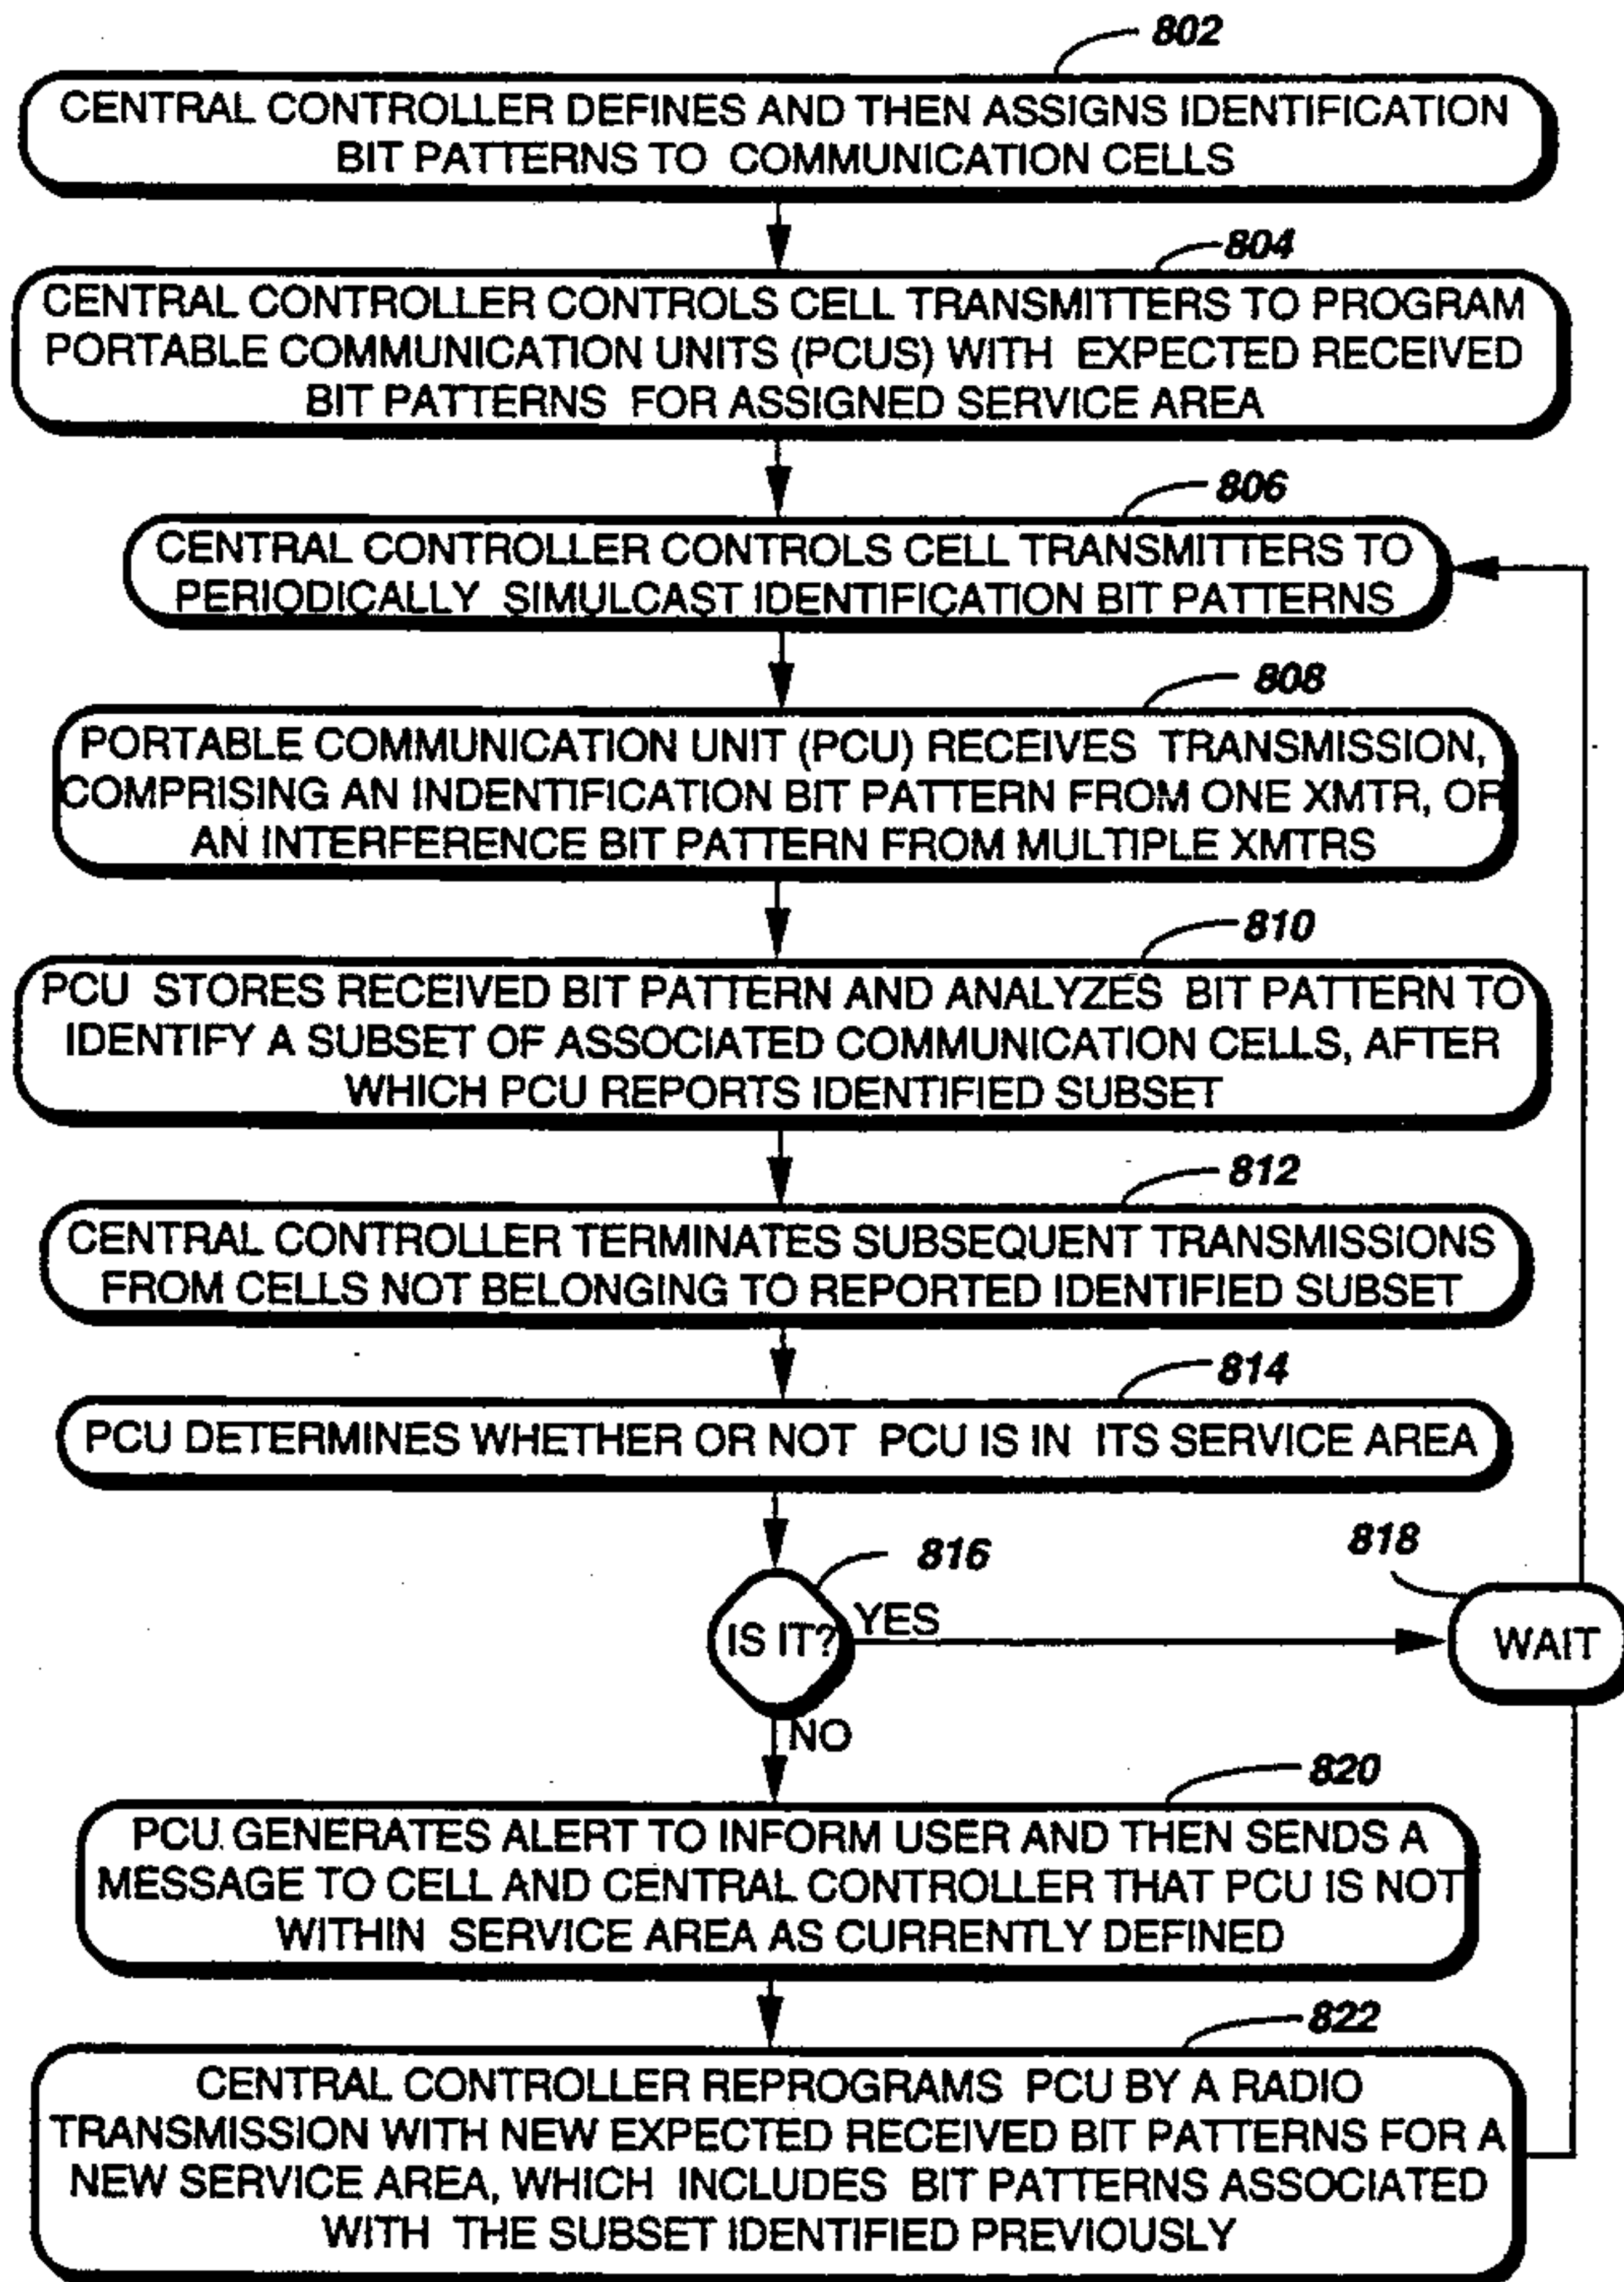 802
CENTRAL CONTROLLER DEFINES AND THEN ASSIGNS IDENTIFICATION
BIT PATTERNS TO COMMUNICATION CELLS
804
CENTRAL CONTROLLER CONTROLS CELL TRANSMITTERS TO PROGRAM
PORTABLE COMMUNICATION UNITS (PCUS) WITH EXPECTED RECEIVED
BIT PATTERNS FOR ASSIGNED SERVICE AREA
806
CENTRAL CONTROLLER CONTROLS CELL TRANSMITTERS TO
PERIODICALLY SIMULCAST IDENTIFICATION BIT PATTERNS
808
PORTABLE COMMUNICATION UNIT (PCU) RECEIVES TRANSMISSION,
COMPRISING AN INDENTIFICATION BIT PATTERN FROM ONE XMTR, OR
AN INTERFERENCE BIT PATTERN FROM MULTIPLE XMTRS
810
PCU STORES RECEIVED BIT PATTERN AND ANALYZES BIT PATTERN TO
IDENTIFY A SUBSET OF ASSOCIATED COMMUNICATION CELLS, AFTER
WHICH PCU REPORTS IDENTIFIED SUBSET
812
CENTRAL CONTROLLER TERMINATES SUBSEQUENT TRANSMISSIONS
FROM CELLS NOT BELONGING TO REPORTED IDENTIFIED SUBSET
814
PCU DETERMINES WHETHER OR NOT PCU IS IN ITS SERVICE AREA
816
818
IS IT?
YES
WAIT
NO
820
PCU GENERATES ALERT TO INFORM USER AND THEN SENDS A
MESSAGE TO CELL AND CENTRAL CONTROLLER THAT PCU IS NOT
WITHIN SERVICE AREA AS CURRENTLY DEFINED
822
CENTRAL CONTROLLER REPROGRAMS PCU BY A RADIO
TRANSMISSION WITH NEW EXPECTED RECEIVED BIT PATTERNS FOR A
NEW SERVICE AREA, WHICH INCLUDES BIT PATTERNS ASSOCIATED
WITH THE SUBSET IDENTIFIED PREVIOUSLY